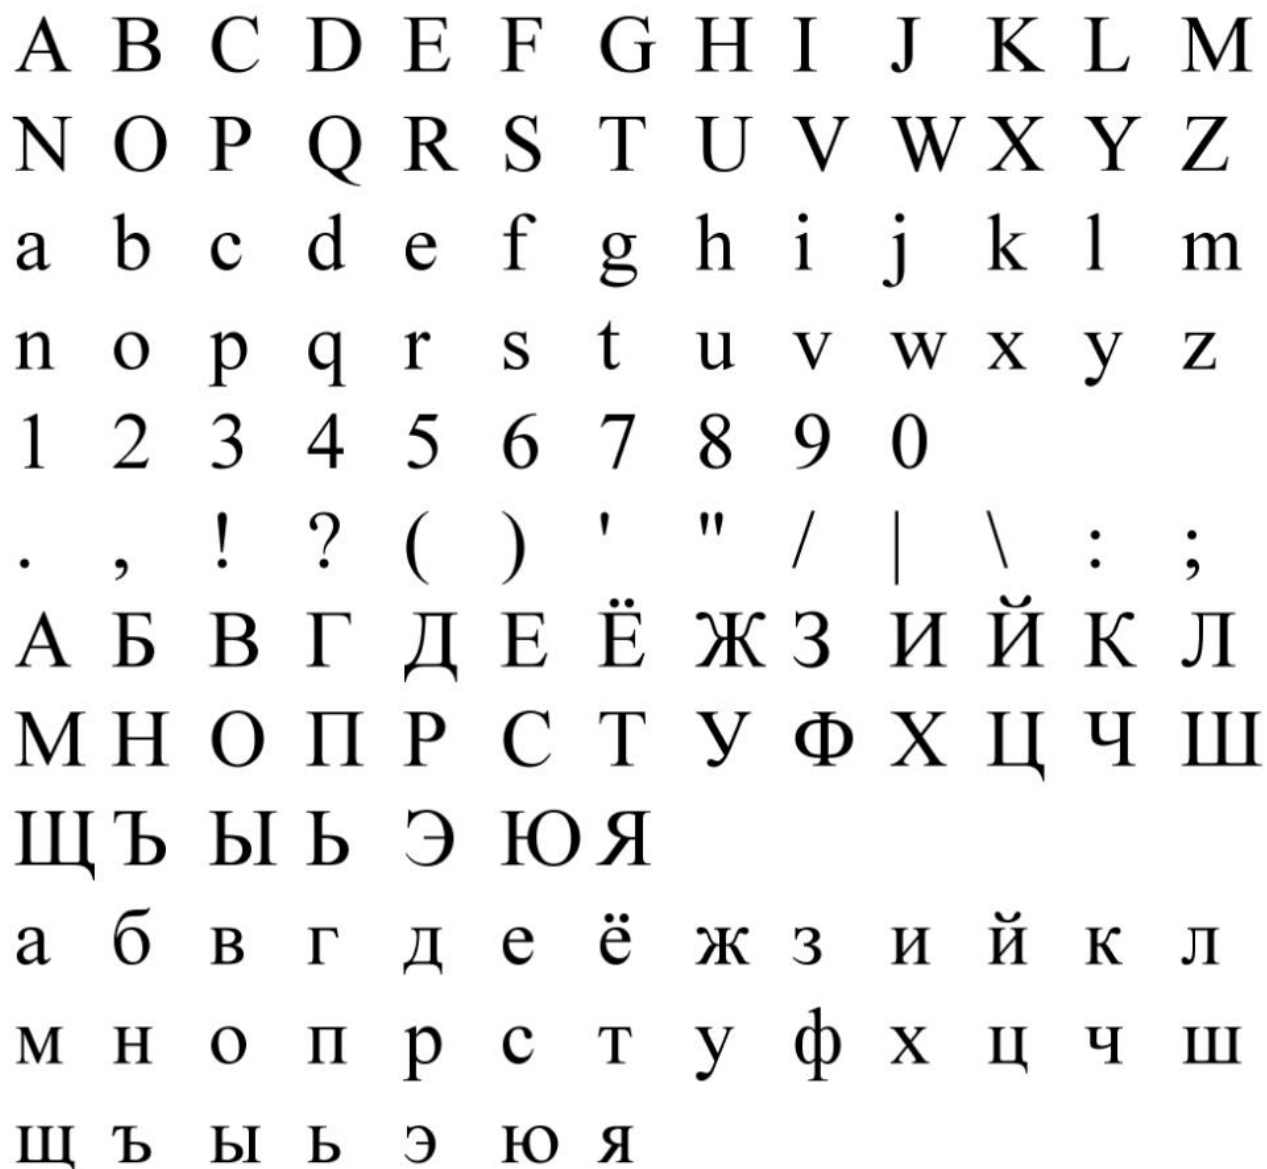 A B C D E F G H I J K L M
N O P Q R S T U V W X Y Z
a b c d e f g h i j k l m
n o p q r s t u v w x y z
1 2 3 4 5 6 7 8 9 0
. , ! ? ( ) ' " / | \ : ;
А Б В Г Д Е Ё Ж З И Й К Л
М Н О П Р С Т У Ф Х Ц Ч Ш
Щ Ъ Ы Ь Э Ю Я
а б в г д е ё ж з и й к л
м н о п р с т у ф х ц ч ш
щ ъ ы ь э ю я